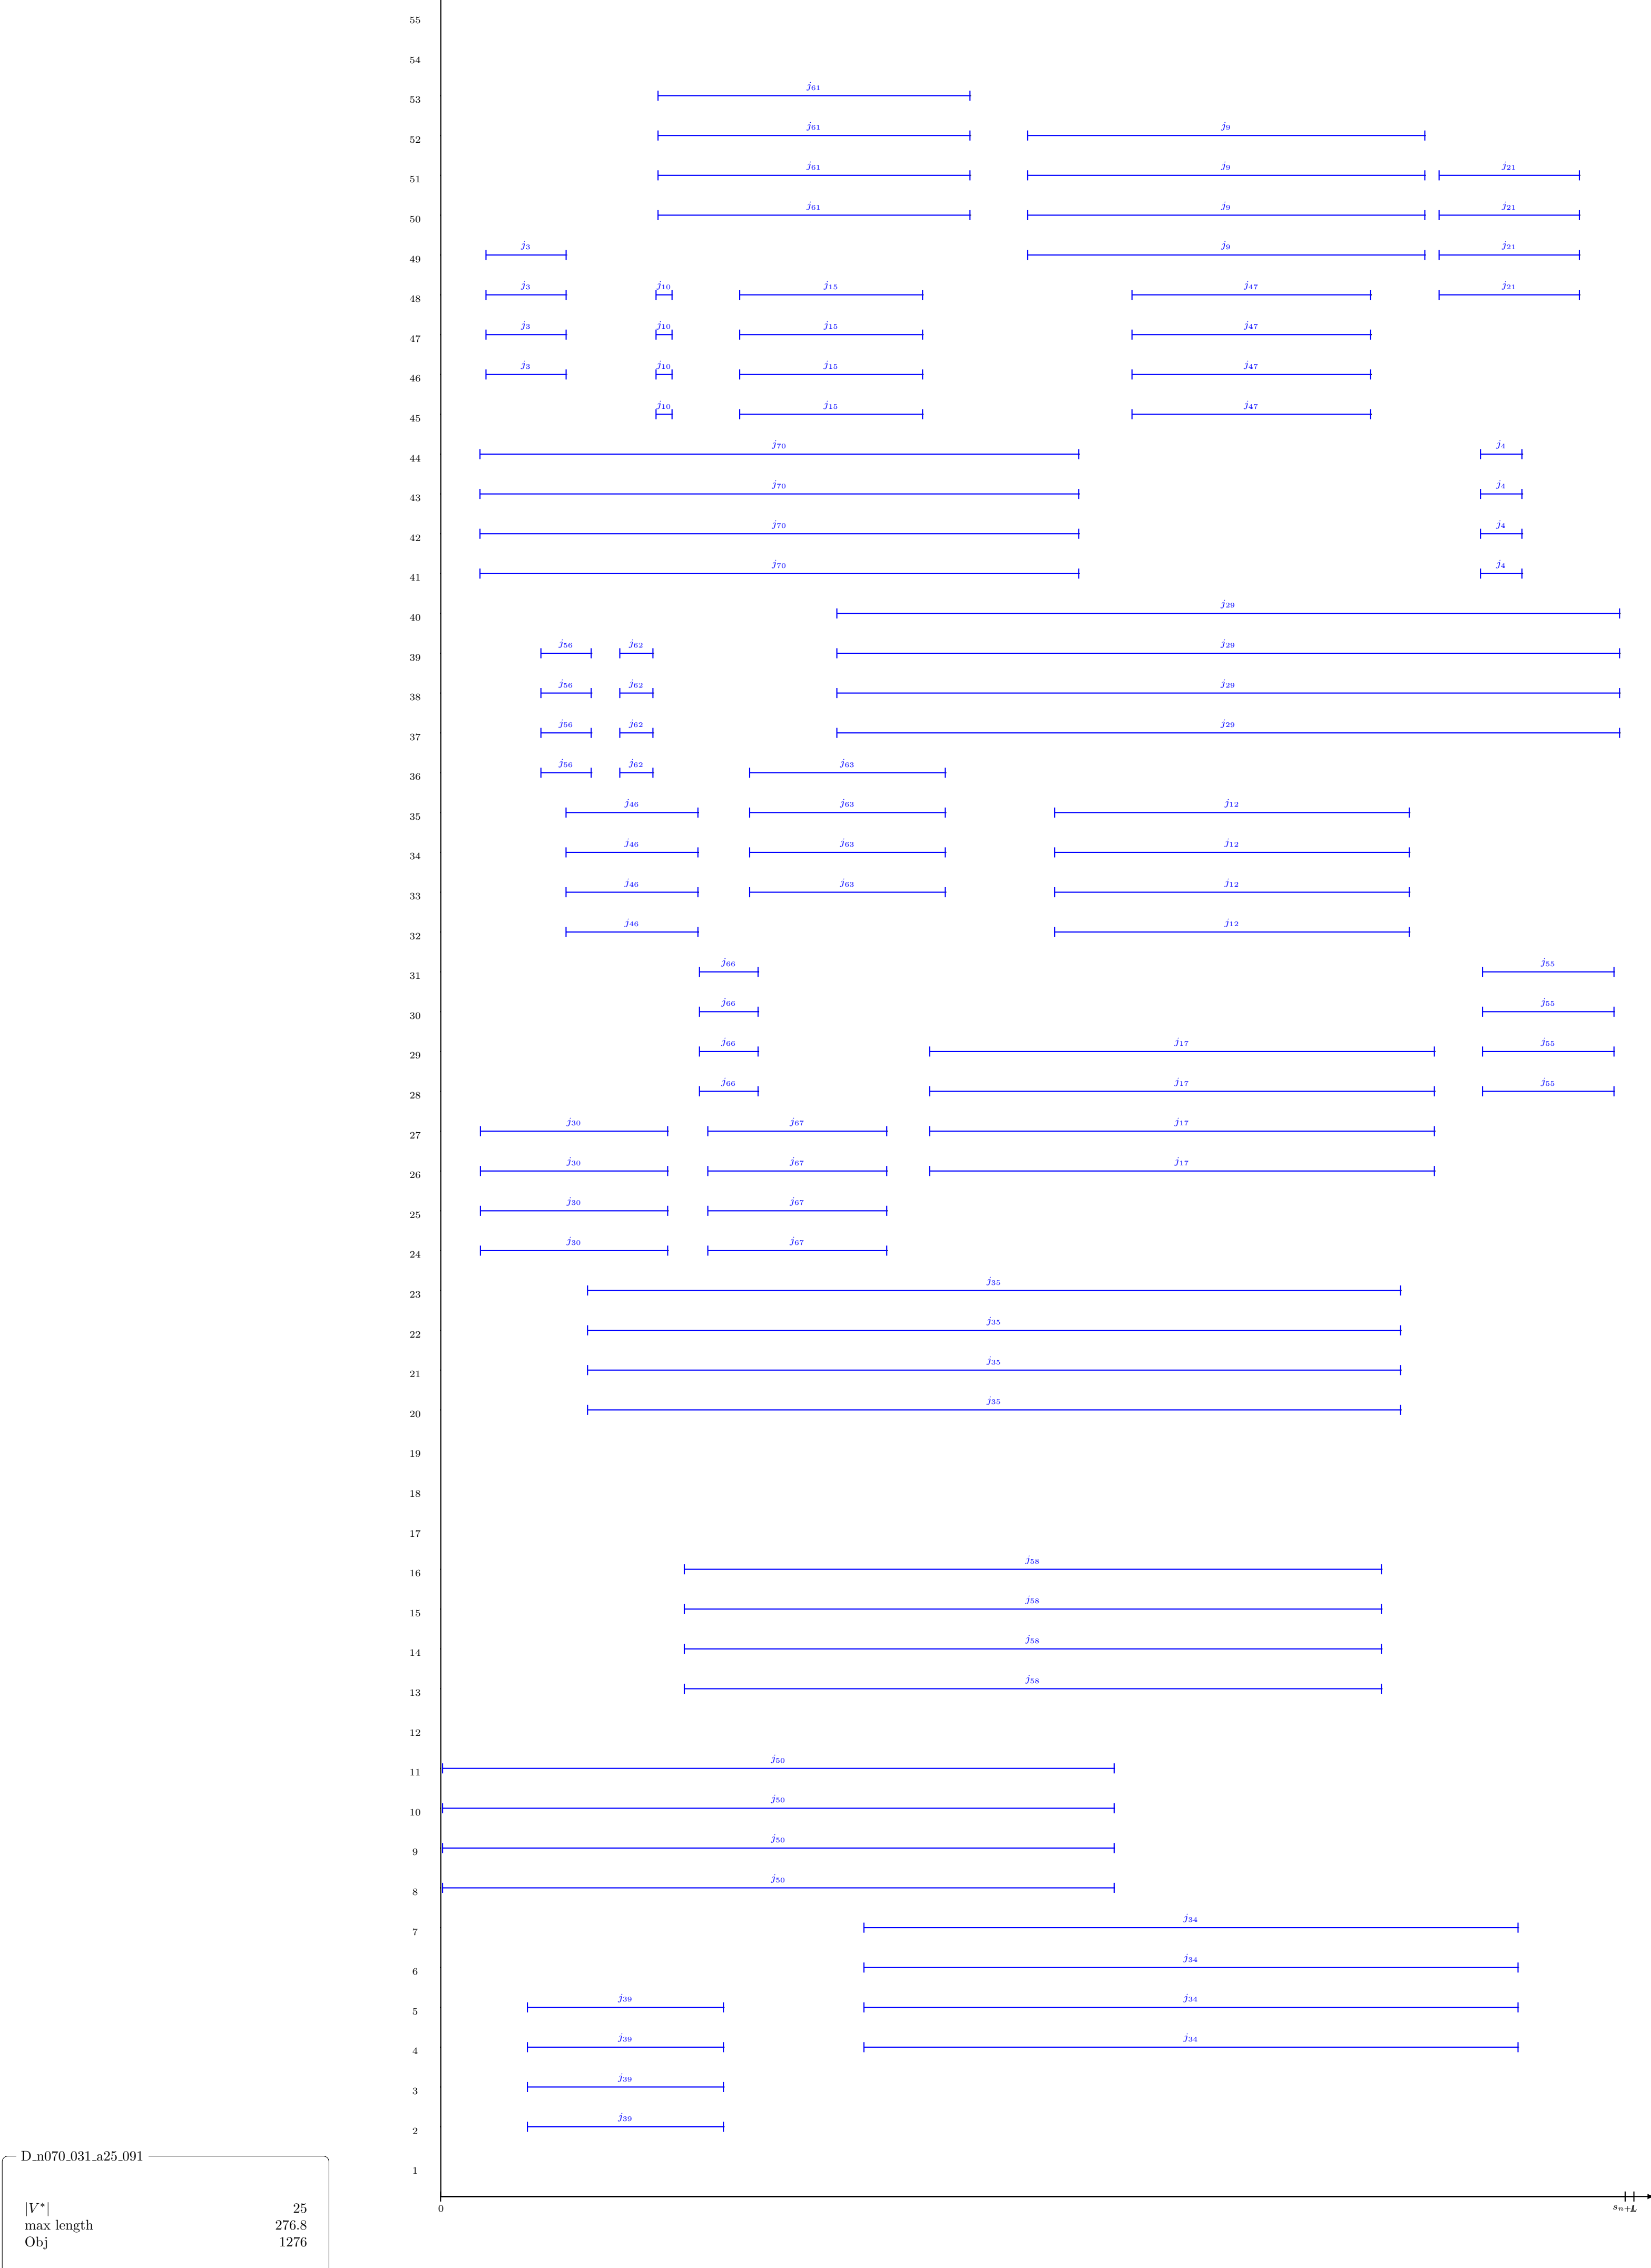 55
54
j61
53
j61 j9
52
j61 j9 j21
51
j61 j9 j21
50
j3 j9 j21
49
j3 j10 j15 j47 j21
48
j3 j10 j15 j47
47
j3 j10 j15 j47
46
j10 j15 j47
45
j70 j4
44
j70 j4
43
j70 j4
42
j70 j4
41
j29
40
j56 j62 j29
39
j56 j62 j29
38
j56 j62 j29
37
j56 j62 j63
36
j46 j63 j12
35
j46 j63 j12
34
j46 j63 j12
33
j46 j12
32
j66 j55
31
j66 j55
30
j66 j17 j55
29
j66 j17 j55
28
j30 j67 j17
27
j30 j67 j17
26
j30 j67
25
j30 j67
24
j35
23
j35
22
j35
21
j35
20
19
18
17
j58
16
j58
15
j58
14
j58
13
12
j50
11
j50
10
j50
9
j50
8
j34
7
j34
6
j39 j34
5
j39 j34
4
j39
3
j39
2
1
0
D_n070_031_a25_091
|V*| 25
max length 276.8
Obj 1276